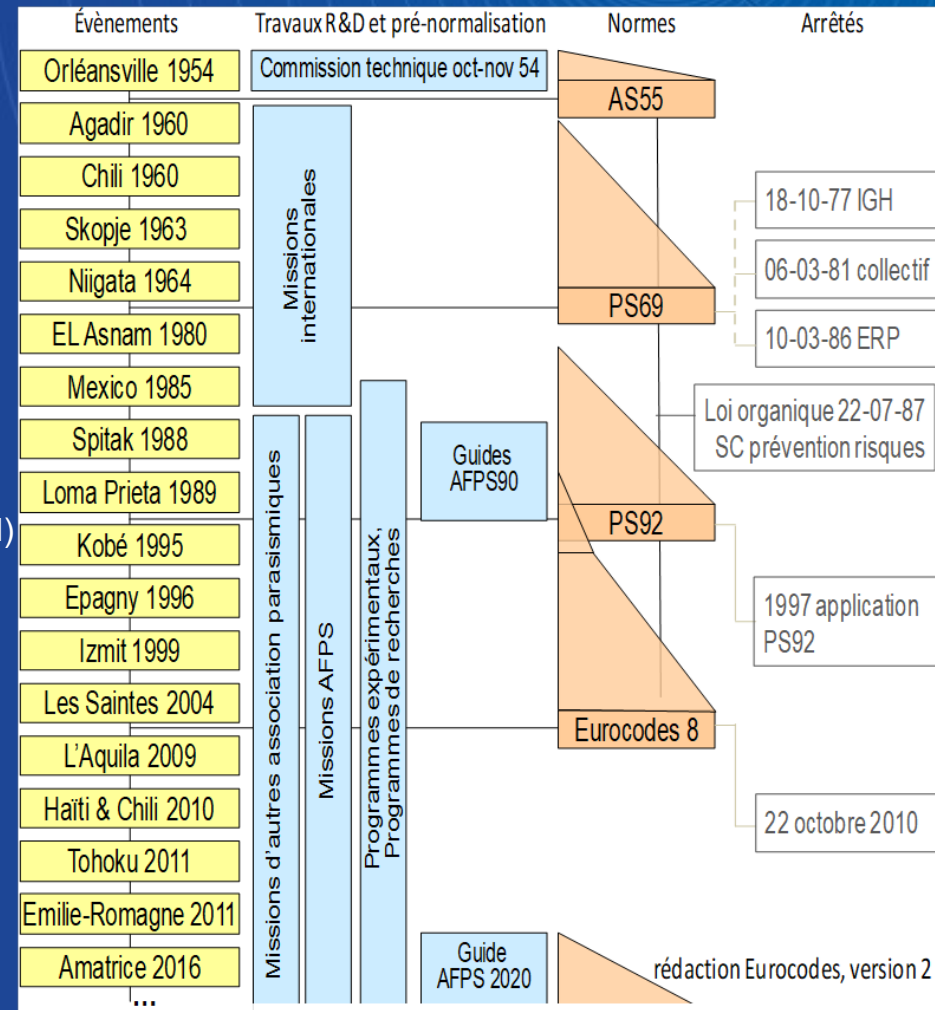 Évènements
Travaux R&D et pré-normalisation
Normes
Arrêtés
Orléansville 1954
Agadir 1960
Chili 1960
Skopje 1963
Niigata 1964
EL Asnam 1980
Mexico 1985
Spitak 1988
Loma Prieta 1989
Kobé 1995
Epagny 1996
Izmit 1999
Les Saintes 2004
L'Aquila 2009
Haïti & Chili 2010
Tohoku 2011
Emilie-Romagne 2011
Amatrice 2016
...
Commission technique oct-nov 54
Missions
internationales
Missions d'autres association parasismiques
Missions AFPS
Programmes expérimentaux,
Programmes de recherches
Guides
AFPS90
Guide
AFPS 2020
AS55
PS69
PS92
Eurocodes 8
18-10-77 IGH
06-03-81 collectif
10-03-86 ERP
Loi organique 22-07-87
SC prévention risques
1997 application
PS92
22 octobre 2010
rédaction Eurocodes, version 2